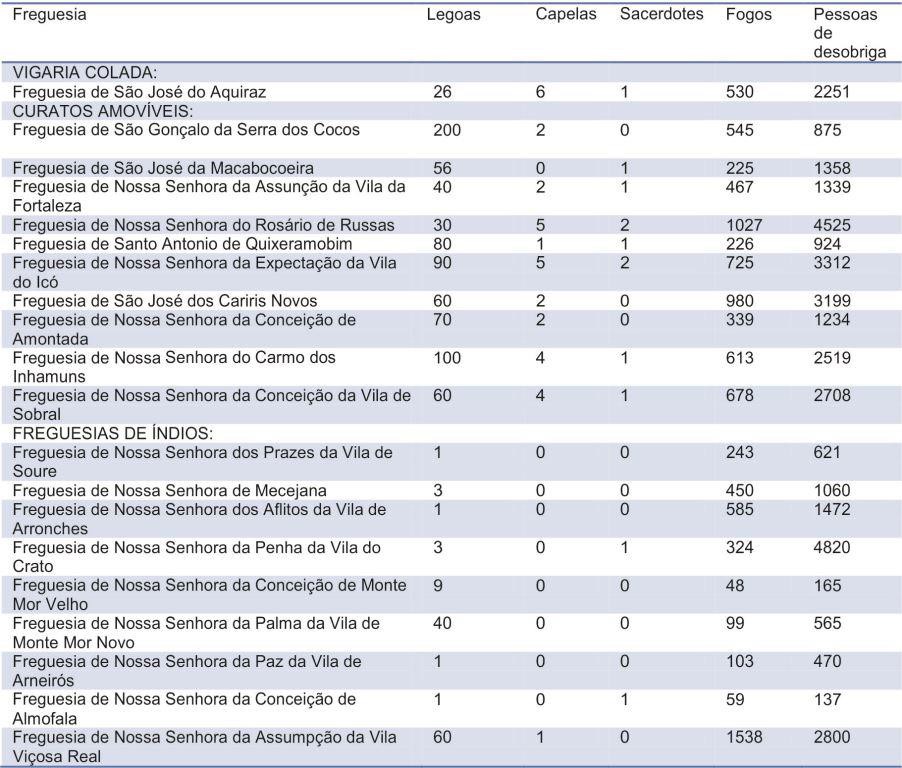 Freguesia Legoas Capelas Sacerdotes Fogos Pessoas
de
desobriga
VIGARIA COLADA:
Freguesia de São José do Aquiraz 26 6 1 530 2251
CURATOS AMOVÍVEIS:
Freguesia de São Gonçalo da Serra dos Cocos 200 2 0 545 875
Freguesia de São José da Macabocoeira 56 0 1 225 1358
Freguesia de Nossa Senhora da Assunção da Vila da 40 2 1 467 1339
Fortaleza
Freguesia de Nossa Senhora do Rosário de Russas 30 5 2 1027 4525
Freguesia de Santo Antonio de Quixeramobim 80 1 1 226 924
Freguesia de Nossa Senhora da Expectação da Vila 90 5 2 725 3312
do Icó
Freguesia de São José dos Cariris Novos 60 2 0 980 3199
Freguesia de Nossa Senhora da Conceição de 70 2 0 339 1234
Amontada
Freguesia de Nossa Senhora do Carmo dos 100 4 1 613 2519
Inhamuns
Freguesia de Nossa Senhora da Conceição da Vila de 60 4 1 678 2708
Sobral
FREGUESIAS DE ÍNDIOS:
Freguesia de Nossa Senhora dos Prazes da Vila de 1 0 0 243 621
Soure
Freguesia de Nossa Senhora de Mecejana 3 0 0 450 1060
Freguesia de Nossa Senhora dos Aflitos da Vila de 1 0 0 585 1472
Arronches
Freguesia de Nossa Senhora da Penha da Vila do 3 0 1 324 4820
Crato
Freguesia de Nossa Senhora da Conceição de Monte 9 0 0 48 165
Mor Velho
Freguesia de Nossa Senhora da Palma da Vila de 40 0 0 99 565
Monte Mor Novo
Freguesia de Nossa Senhora da Paz da Vila de 1 0 0 103 470
Arneirós
Freguesia de Nossa Senhora da Conceição de 1 0 1 59 137
Almofala
Freguesia de Nossa Senhora da Assumpção da Vila 60 1 0 1538 2800
Viçosa Real